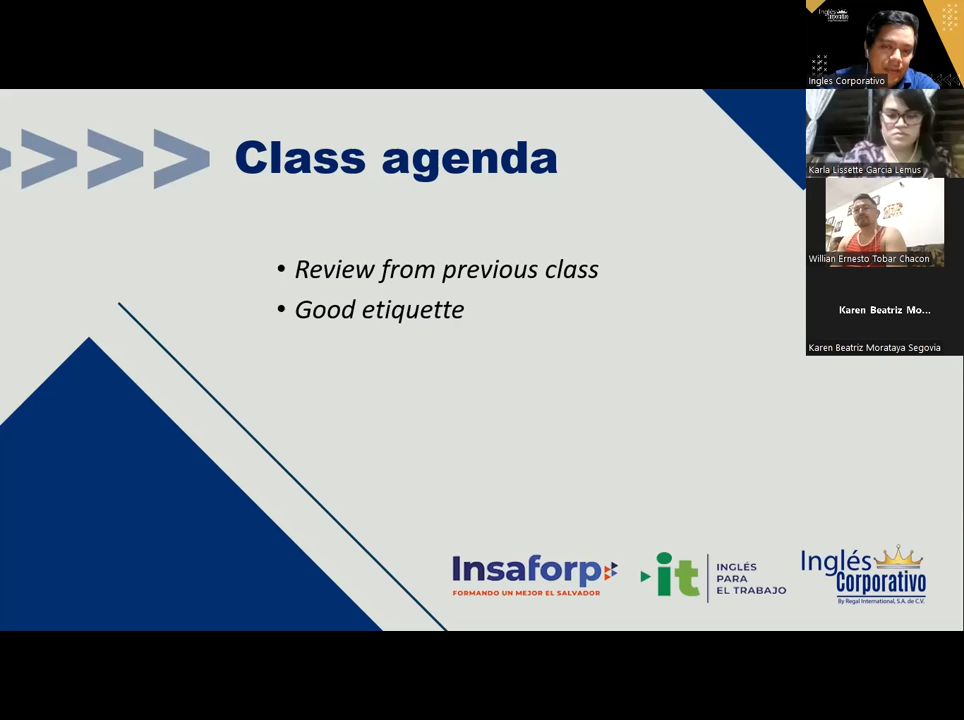 Class agenda
• Review from previous class
• Good etiquette
Insaforp
FORMANDO UN MEJOR EL SALVADOR
it
INGLÉS
PARA
EL TRABAJO
Inglés
Corporativo
By Regal International, S.A. de C.V.
Inglés
Corporativo
Ingles Corporativo
Karla Lissette Garcia Lemus
Willian Ernesto Tobar Chacon
Karen Beatriz Mo...
Karen Beatriz Morataya Segovia